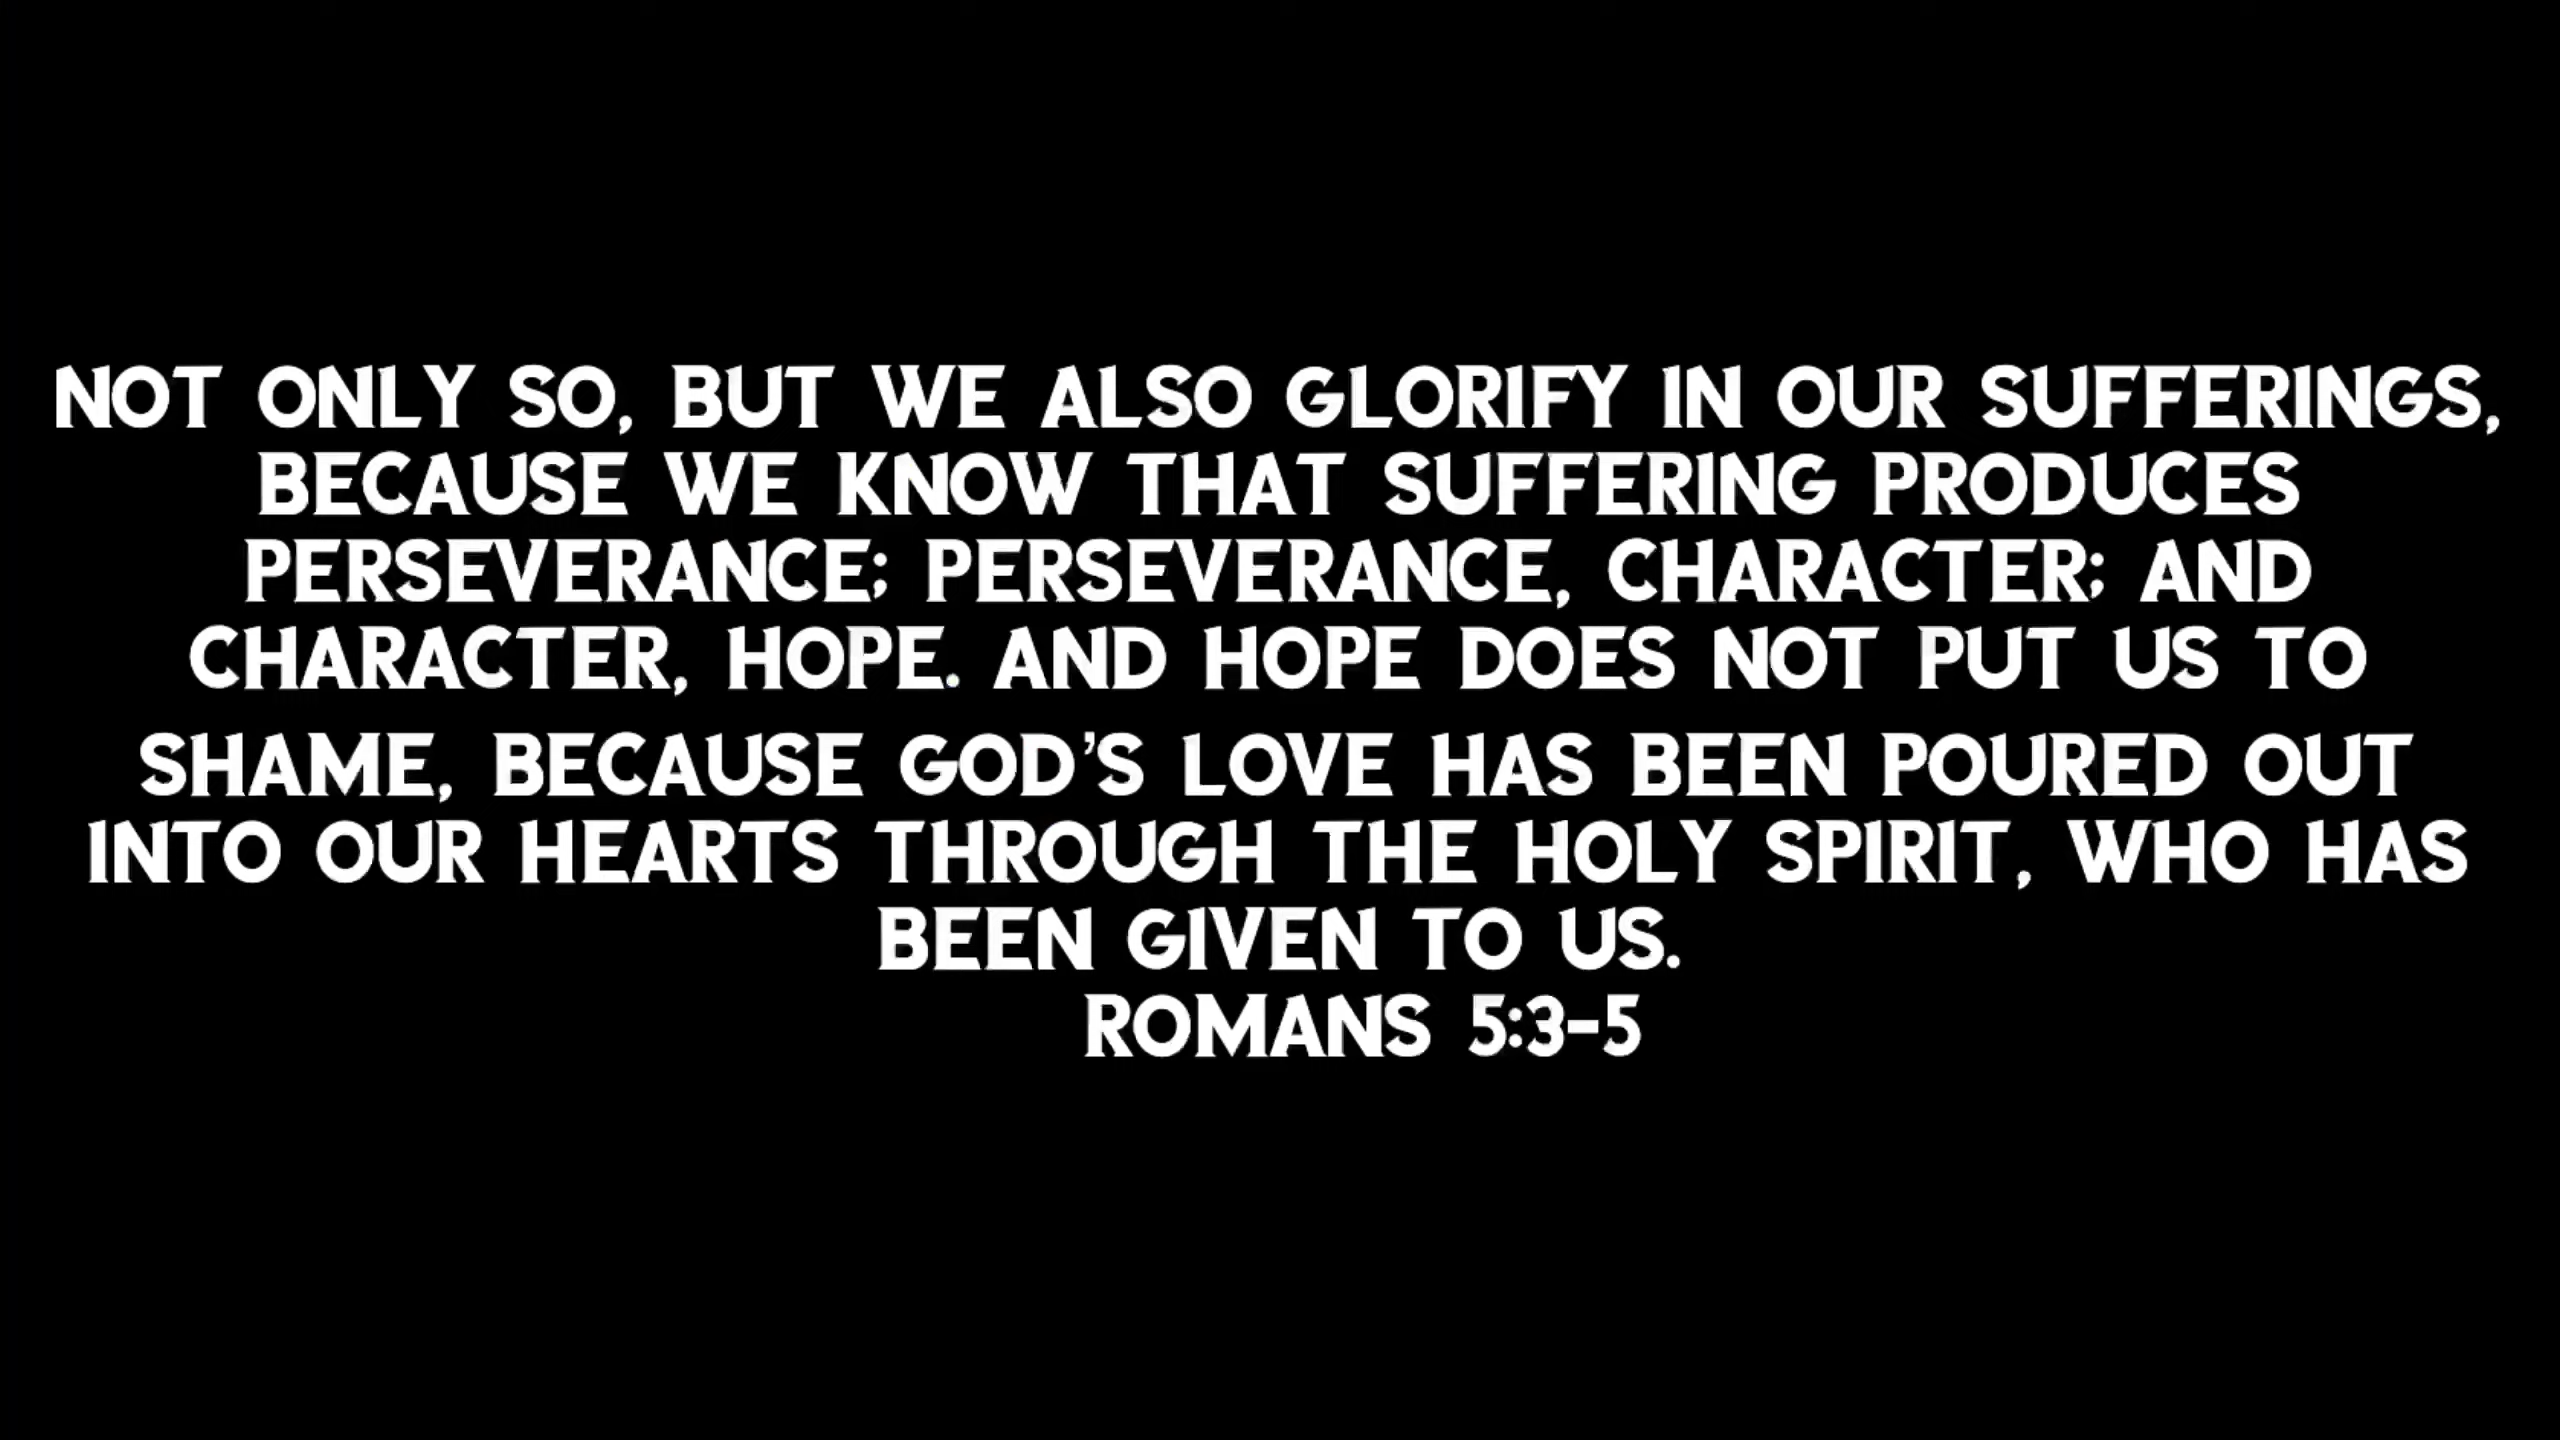 NOT ONLY SO, BUT WE ALSO GLORIFY IN OUR SUFFERINGS,
BECAUSE WE KNOW THAT SUFFERING PRODUCES
PERSEVERANCE; PERSEVERANCE, CHARACTER; AND
CHARACTER, HOPE. AND HOPE DOES NOT PUT US TO
SHAME, BECAUSE GOD’S LOVE HAS BEEN POURED OUT
INTO OUR HEARTS THROUGH THE HOLY SPIRIT, WHO HAS
BEEN GIVEN TO US.
ROMANS 5:3-5